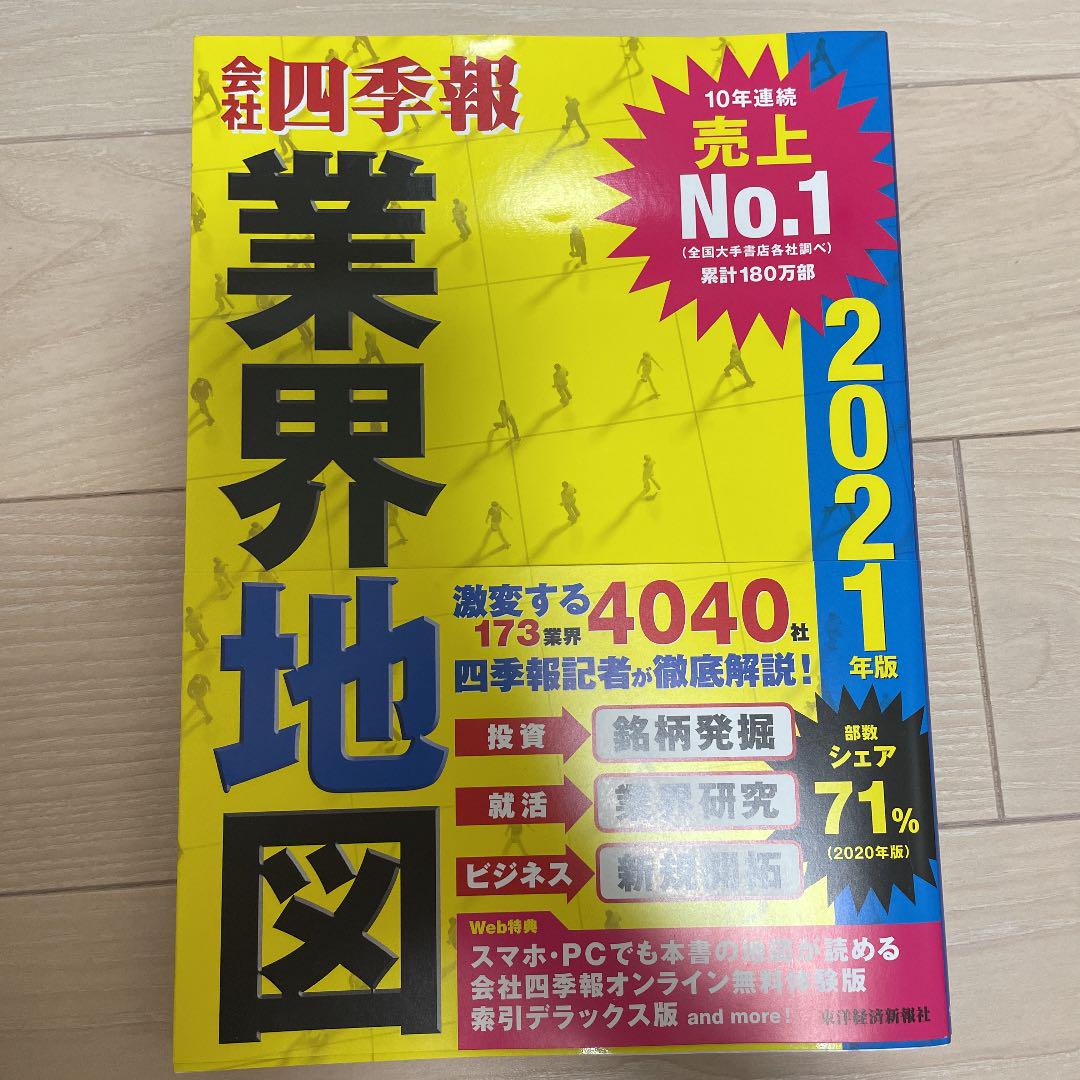 会社四季報
業界地図
10年連続
売上
No.1
(全国大手書店各社調べ)
累計180万部
2021年版
激変する
173業界4040社
四季報記者が徹底解説!
投資 銘柄発掘
就活 業界研究
ビジネス 新規開拓
部数
シェア
71%
(2020年版)
Web特典
スマホ・PCでも本書の地図が読める
会社四季報オンライン無料体験版
索引デラックス版 and more!
東洋経済新報社